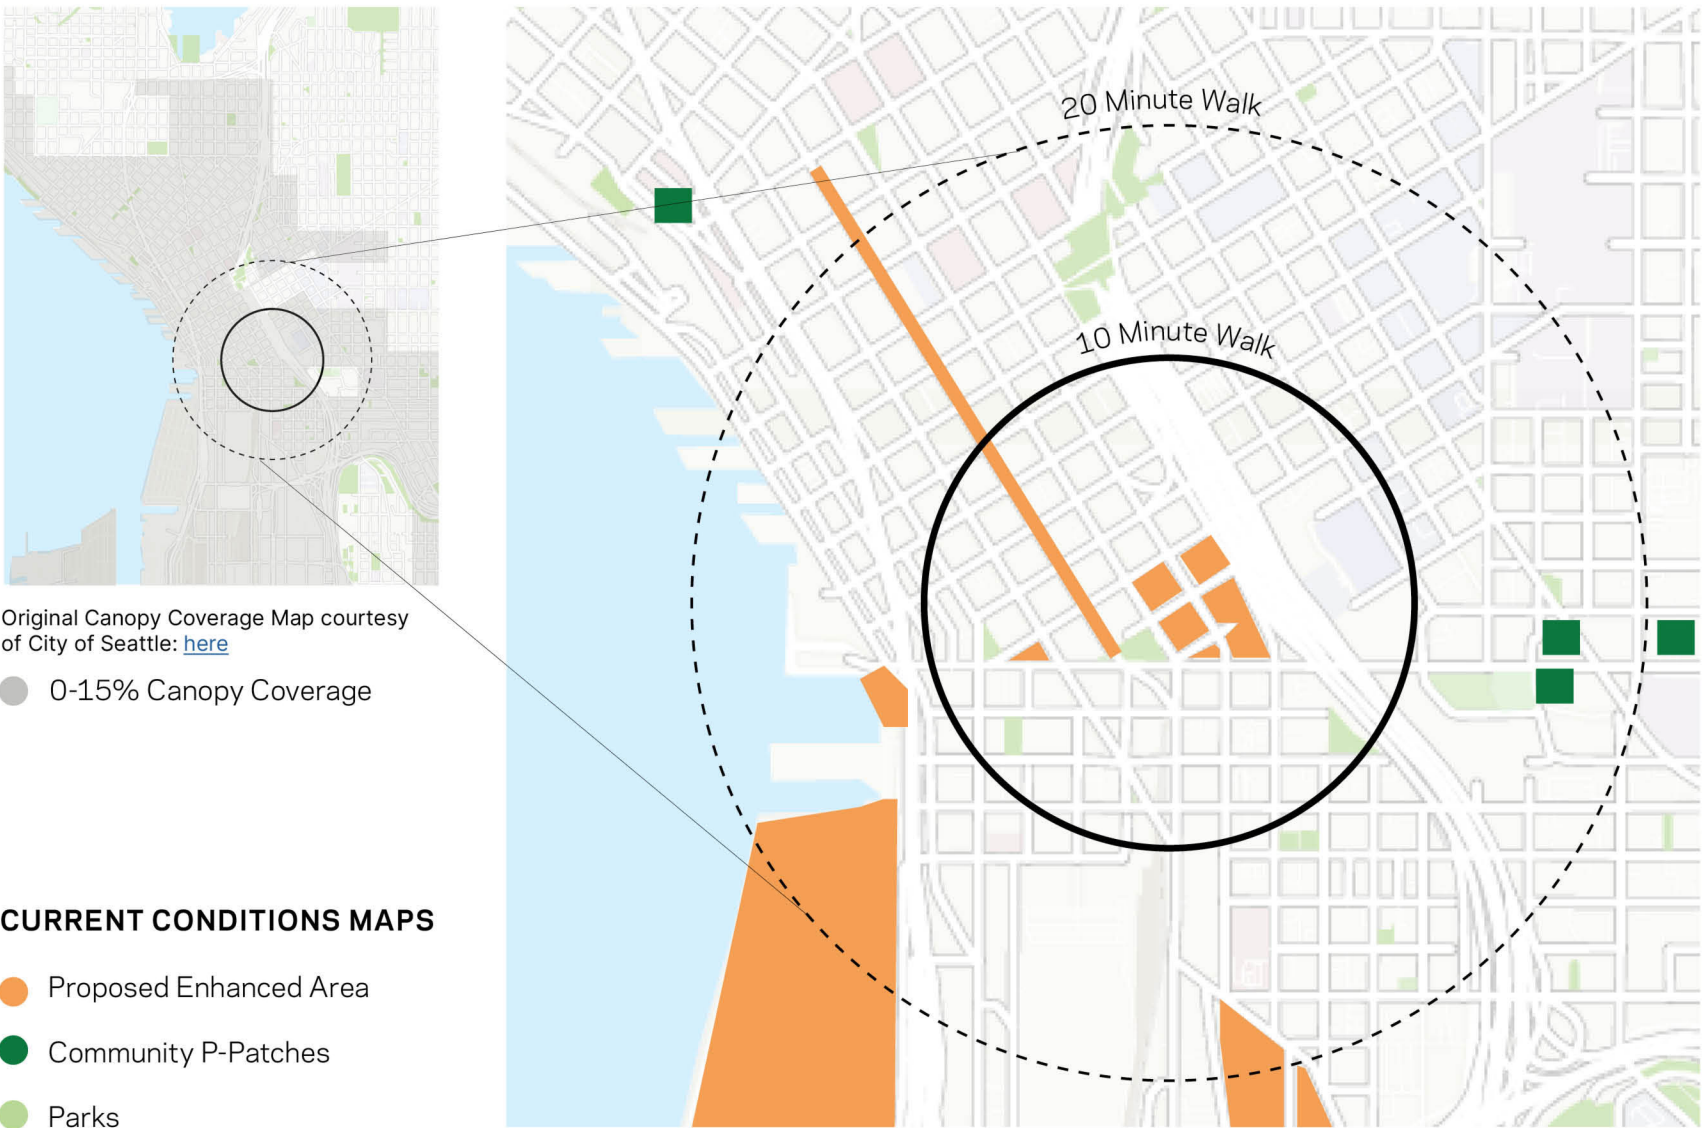 20 Minute Walk
10 Minute Walk
Original Canopy Coverage Map courtesy
of City of Seattle: here
0-15% Canopy Coverage
CURRENT CONDITIONS MAPS
Proposed Enhanced Area
Community P-Patches
Parks